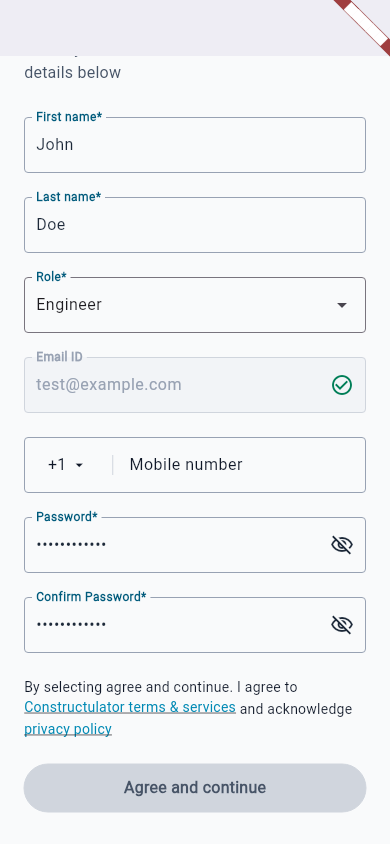 details below
First name*
John
Last name*
Doe
Role*
Engineer
Email ID
test@example.com
+1 Mobile number
Password*
••••••••••••
Confirm Password*
••••••••••••
By selecting agree and continue. I agree to
Constructulator terms & services and acknowledge
privacy policy
Agree and continue